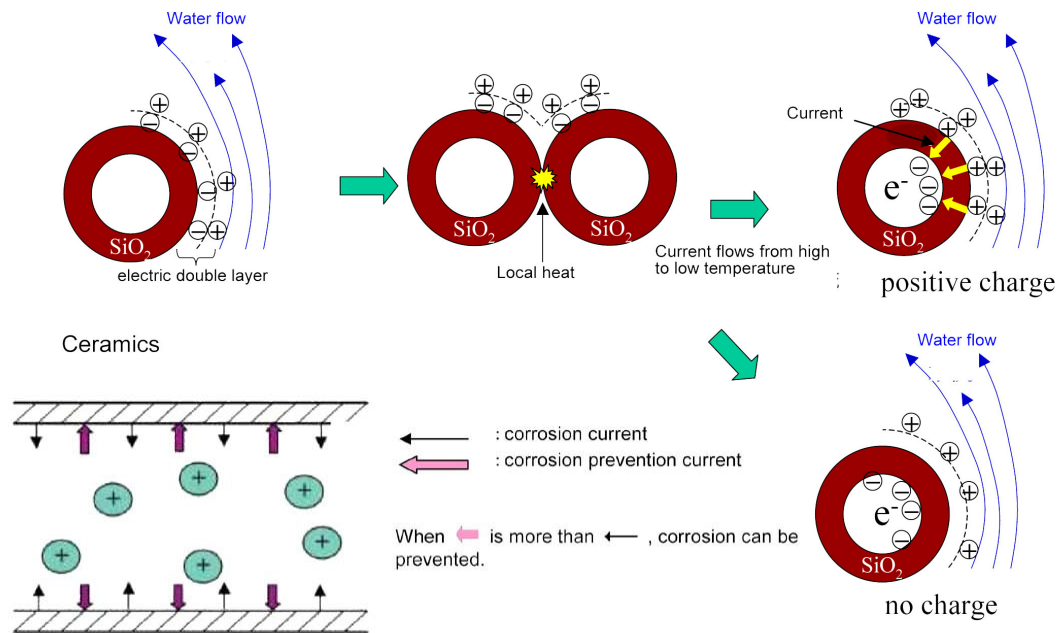 Water flow
SiO₂
electric double layer
SiO₂
SiO₂
Local heat
Current flows from high
to low temperature
Water flow
Current
e⁻
SiO₂
positive charge
Ceramics
: corrosion current
: corrosion prevention current
When is more than , corrosion can be
prevented.
Water flow
e⁻
SiO₂
no charge